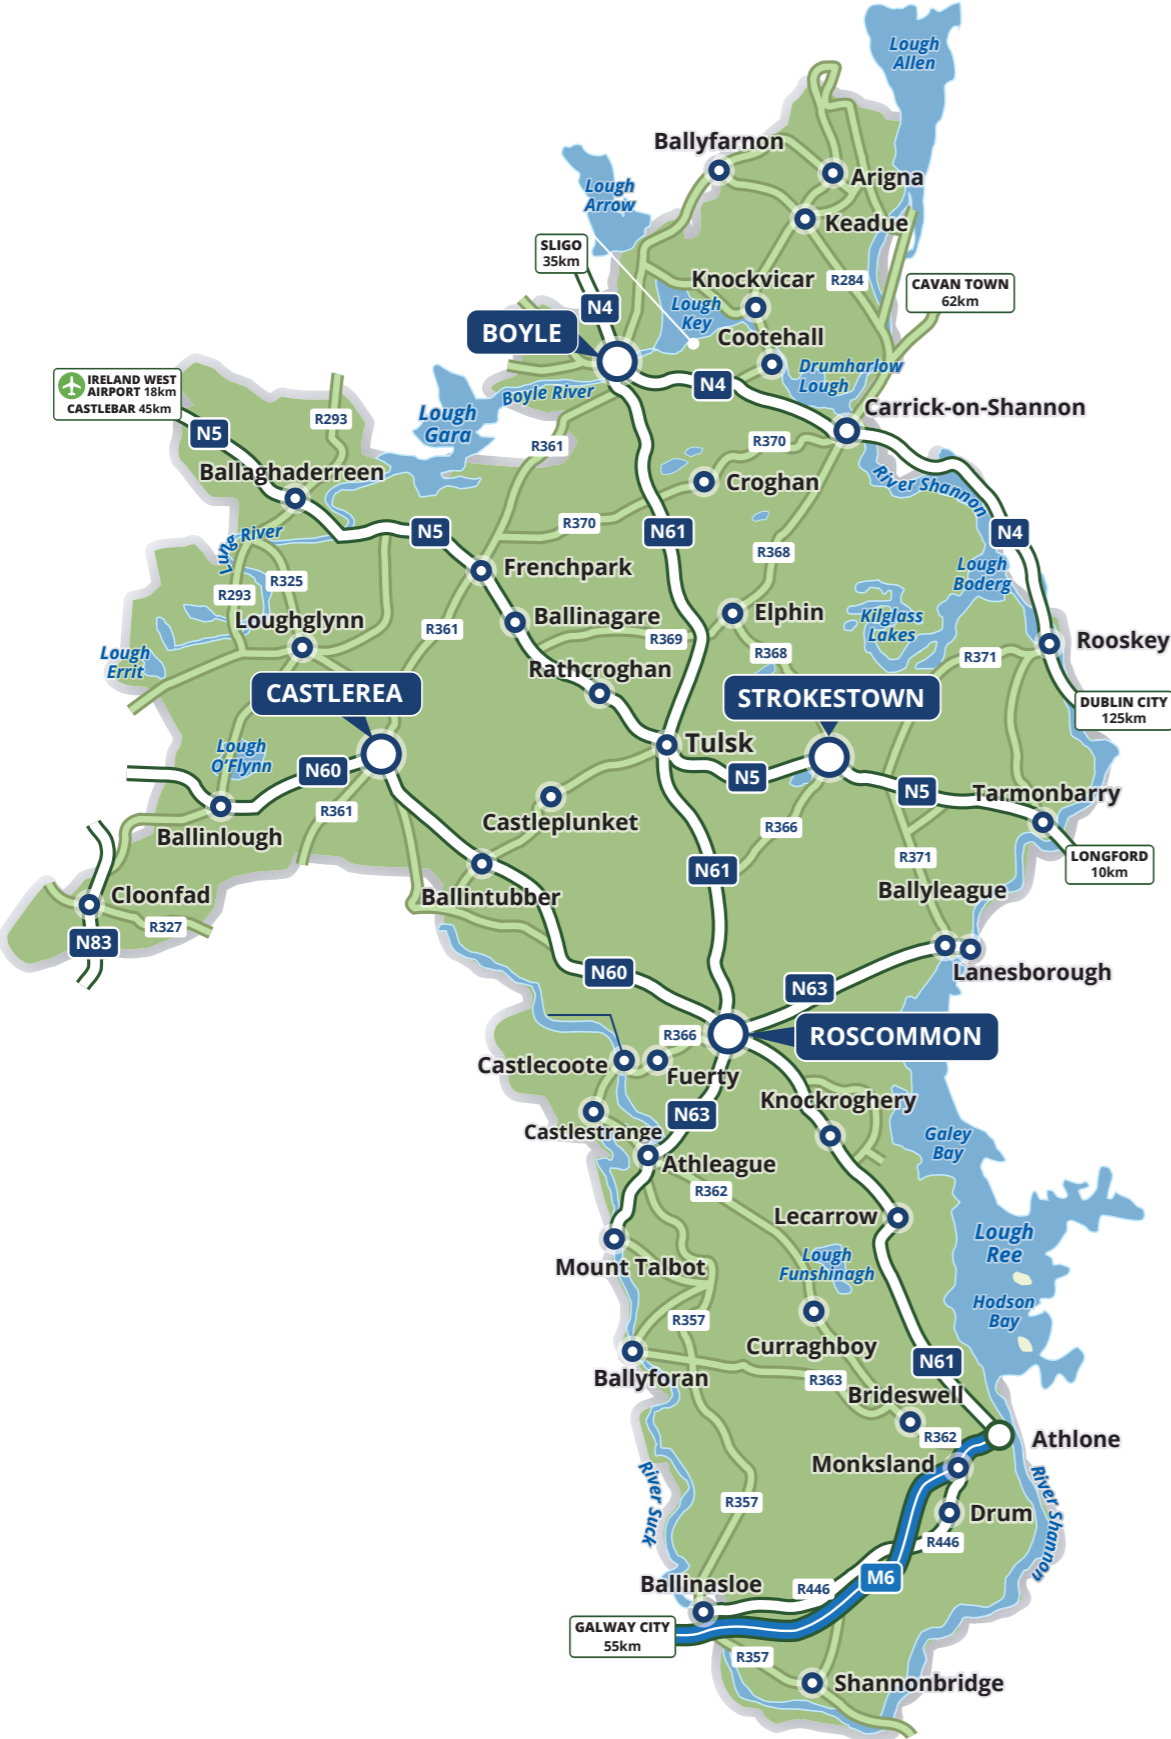 Lough
Allen
Ballyfarnon
Arigna
Lough
Arrow
Keadue
SLIGO
35km
Knockvicar
R284
CAVAN TOWN
62km
N4
Lough
Key
BOYLE
Cootehall
Drumharlow
Lough
IRELAND WEST
AIRPORT 18km
CASTLEBAR 45km
Boyle River
N4
Carrick-on-Shannon
R293
Lough
Gara
N5
R361
R370
Ballaghaderreen
Croghan
River Shannon
Lung River
N5
R370
N61
N4
R368
Frenchpark
Lough
Boderg
R325
R293
Ballinagare
Elphin
Kilglass
Lakes
Loughglynn
R361
R369
Rooskey
Lough
Errit
R368
R371
Rathcroghan
CASTLEREA
STROKESTOWN
DUBLIN CITY
125km
Lough
O'Flynn
Tulsk
N60
N5
N5
Tarmonbarry
R361
Castleplunket
R366
Ballinlough
R371
LONGFORD
10km
N61
Cloonfad
Ballintubber
Ballyleague
R327
N83
N60
Lanesborough
N63
R366
ROSCOMMON
Castlecoote
Fuerty
Knockroghery
N63
Castlestrange
Galey
Bay
Athleague
R362
Lecarrow
Lough
Ree
Mount Talbot
Lough
Funshinagh
Hodson
Bay
R357
Curraghboy
N61
Ballyforan
R363
Brideswell
R362
Athlone
Monksland
River Suck
R357
Drum
River Shannon
R446
M6
Ballinasloe
R446
GALWAY CITY
55km
R357
Shannonbridge